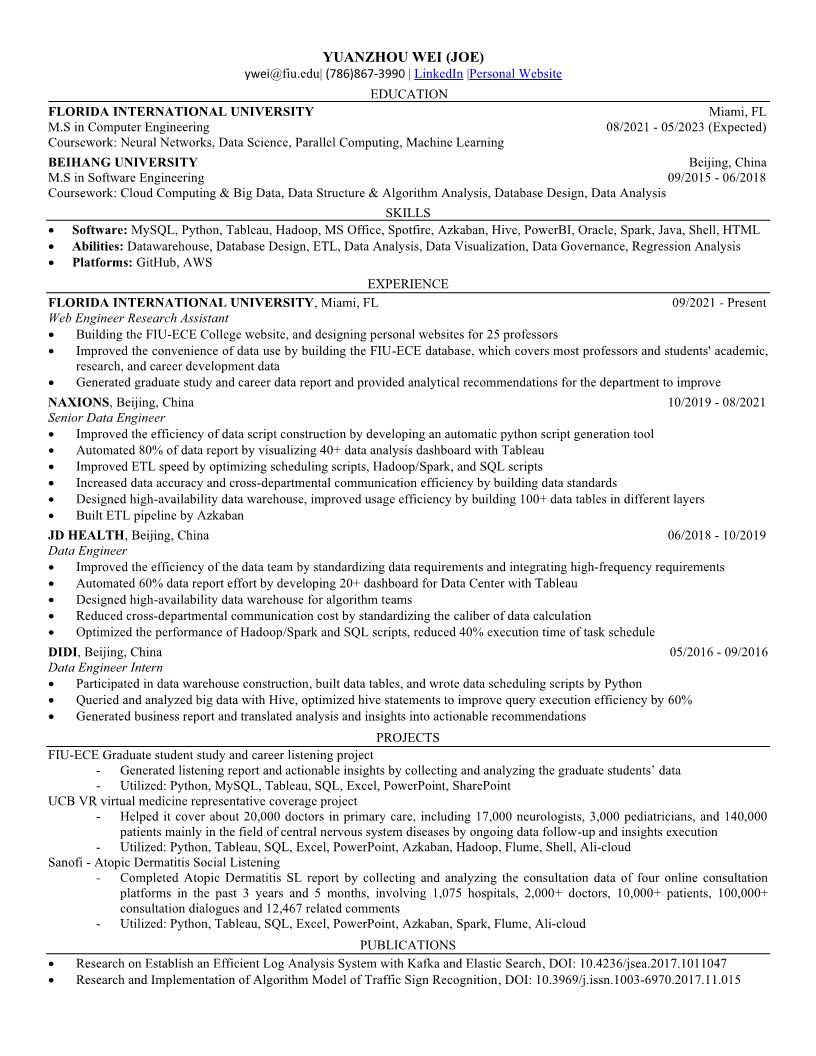 YUANZHOU WEI (JOE)
ywei@fiu.edu| (786)867-3990 | LinkedIn |Personal Website
EDUCATION
FLORIDA INTERNATIONAL UNIVERSITY Miami, FL
M.S in Computer Engineering 08/2021 - 05/2023 (Expected)
Coursework: Neural Networks, Data Science, Parallel Computing, Machine Learning
BEIHANG UNIVERSITY Beijing, China
M.S in Software Engineering 09/2015 - 06/2018
Coursework: Cloud Computing & Big Data, Data Structure & Algorithm Analysis, Database Design, Data Analysis
SKILLS
• Software: MySQL, Python, Tableau, Hadoop, MS Office, Spotfire, Azkaban, Hive, PowerBI, Oracle, Spark, Java, Shell, HTML
• Abilities: Datawarehouse, Database Design, ETL, Data Analysis, Data Visualization, Data Governance, Regression Analysis
• Platforms: GitHub, AWS
EXPERIENCE
FLORIDA INTERNATIONAL UNIVERSITY, Miami, FL 09/2021 - Present
Web Engineer Research Assistant
• Building the FIU-ECE College website, and designing personal websites for 25 professors
• Improved the convenience of data use by building the FIU-ECE database, which covers most professors and students' academic,
research, and career development data
• Generated graduate study and career data report and provided analytical recommendations for the department to improve
NAXIONS, Beijing, China 10/2019 - 08/2021
Senior Data Engineer
• Improved the efficiency of data script construction by developing an automatic python script generation tool
• Automated 80% of data report by visualizing 40+ data analysis dashboard with Tableau
• Improved ETL speed by optimizing scheduling scripts, Hadoop/Spark, and SQL scripts
• Increased data accuracy and cross-departmental communication efficiency by building data standards
• Designed high-availability data warehouse, improved usage efficiency by building 100+ data tables in different layers
• Built ETL pipeline by Azkaban
JD HEALTH, Beijing, China 06/2018 - 10/2019
Data Engineer
• Improved the efficiency of the data team by standardizing data requirements and integrating high-frequency requirements
• Automated 60% data report effort by developing 20+ dashboard for Data Center with Tableau
• Designed high-availability data warehouse for algorithm teams
• Reduced cross-departmental communication cost by standardizing the caliber of data calculation
• Optimized the performance of Hadoop/Spark and SQL scripts, reduced 40% execution time of task schedule
DIDI, Beijing, China 05/2016 - 09/2016
Data Engineer Intern
• Participated in data warehouse construction, built data tables, and wrote data scheduling scripts by Python
• Queried and analyzed big data with Hive, optimized hive statements to improve query execution efficiency by 60%
• Generated business report and translated analysis and insights into actionable recommendations
PROJECTS
FIU-ECE Graduate student study and career listening project
- Generated listening report and actionable insights by collecting and analyzing the graduate students’ data
- Utilized: Python, MySQL, Tableau, SQL, Excel, PowerPoint, SharePoint
UCB VR virtual medicine representative coverage project
- Helped it cover about 20,000 doctors in primary care, including 17,000 neurologists, 3,000 pediatricians, and 140,000
patients mainly in the field of central nervous system diseases by ongoing data follow-up and insights execution
- Utilized: Python, Tableau, SQL, Excel, PowerPoint, Azkaban, Hadoop, Flume, Shell, Ali-cloud
Sanofi - Atopic Dermatitis Social Listening
- Completed Atopic Dermatitis SL report by collecting and analyzing the consultation data of four online consultation
platforms in the past 3 years and 5 months, involving 1,075 hospitals, 2,000+ doctors, 10,000+ patients, 100,000+
consultation dialogues and 12,467 related comments
- Utilized: Python, Tableau, SQL, Excel, PowerPoint, Azkaban, Spark, Flume, Ali-cloud
PUBLICATIONS
• Research on Establish an Efficient Log Analysis System with Kafka and Elastic Search, DOI: 10.4236/jsea.2017.1011047
• Research and Implementation of Algorithm Model of Traffic Sign Recognition, DOI: 10.3969/j.issn.1003-6970.2017.11.015